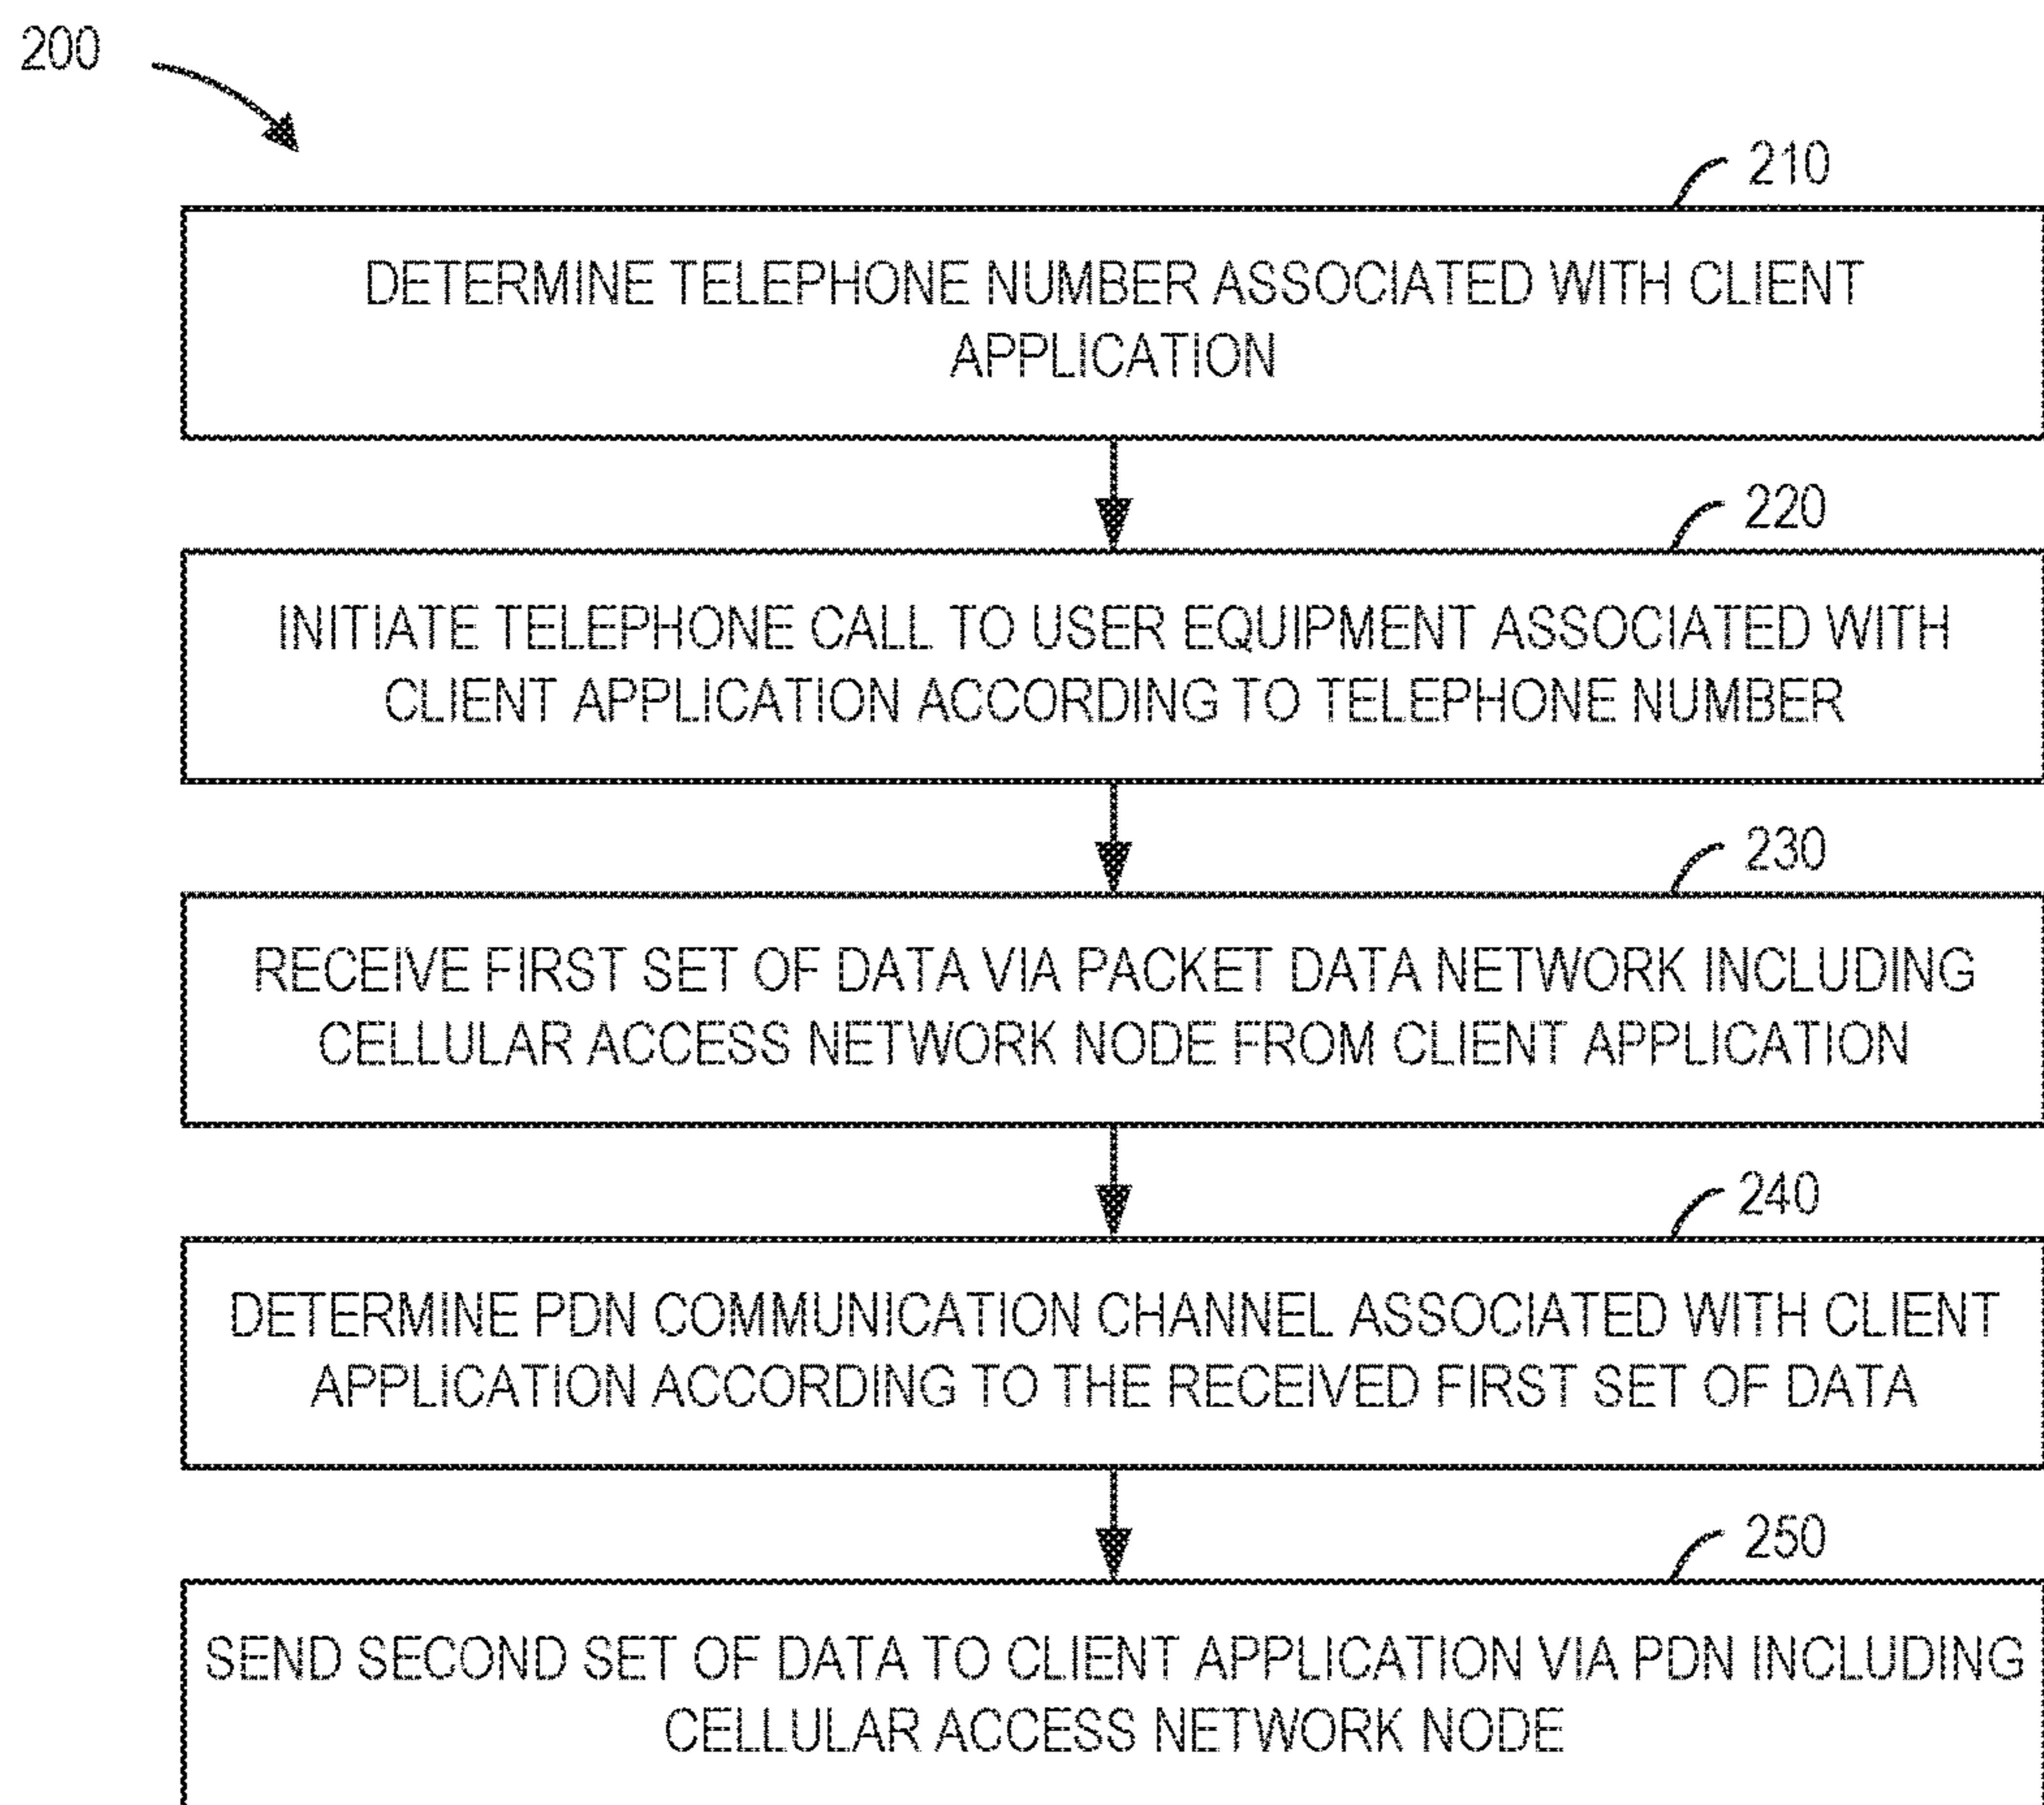 200
210
DETERMINE TELEPHONE NUMBER ASSOCIATED WITH CLIENT
APPLICATION
220
INITIATE TELEPHONE CALL TO USER EQUIPMENT ASSOCIATED WITH
CLIENT APPLICATION ACCORDING TO TELEPHONE NUMBER
230
RECEIVE FIRST SET OF DATA VIA PACKET DATA NETWORK INCLUDING
CELLULAR ACCESS NETWORK NODE FROM CLIENT APPLICATION
240
DETERMINE PDN COMMUNICATION CHANNEL ASSOCIATED WITH CLIENT
APPLICATION ACCORDING TO THE RECEIVED FIRST SET OF DATA
250
SEND SECOND SET OF DATA TO CLIENT APPLICATION VIA PDN INCLUDING
CELLULAR ACCESS NETWORK NODE